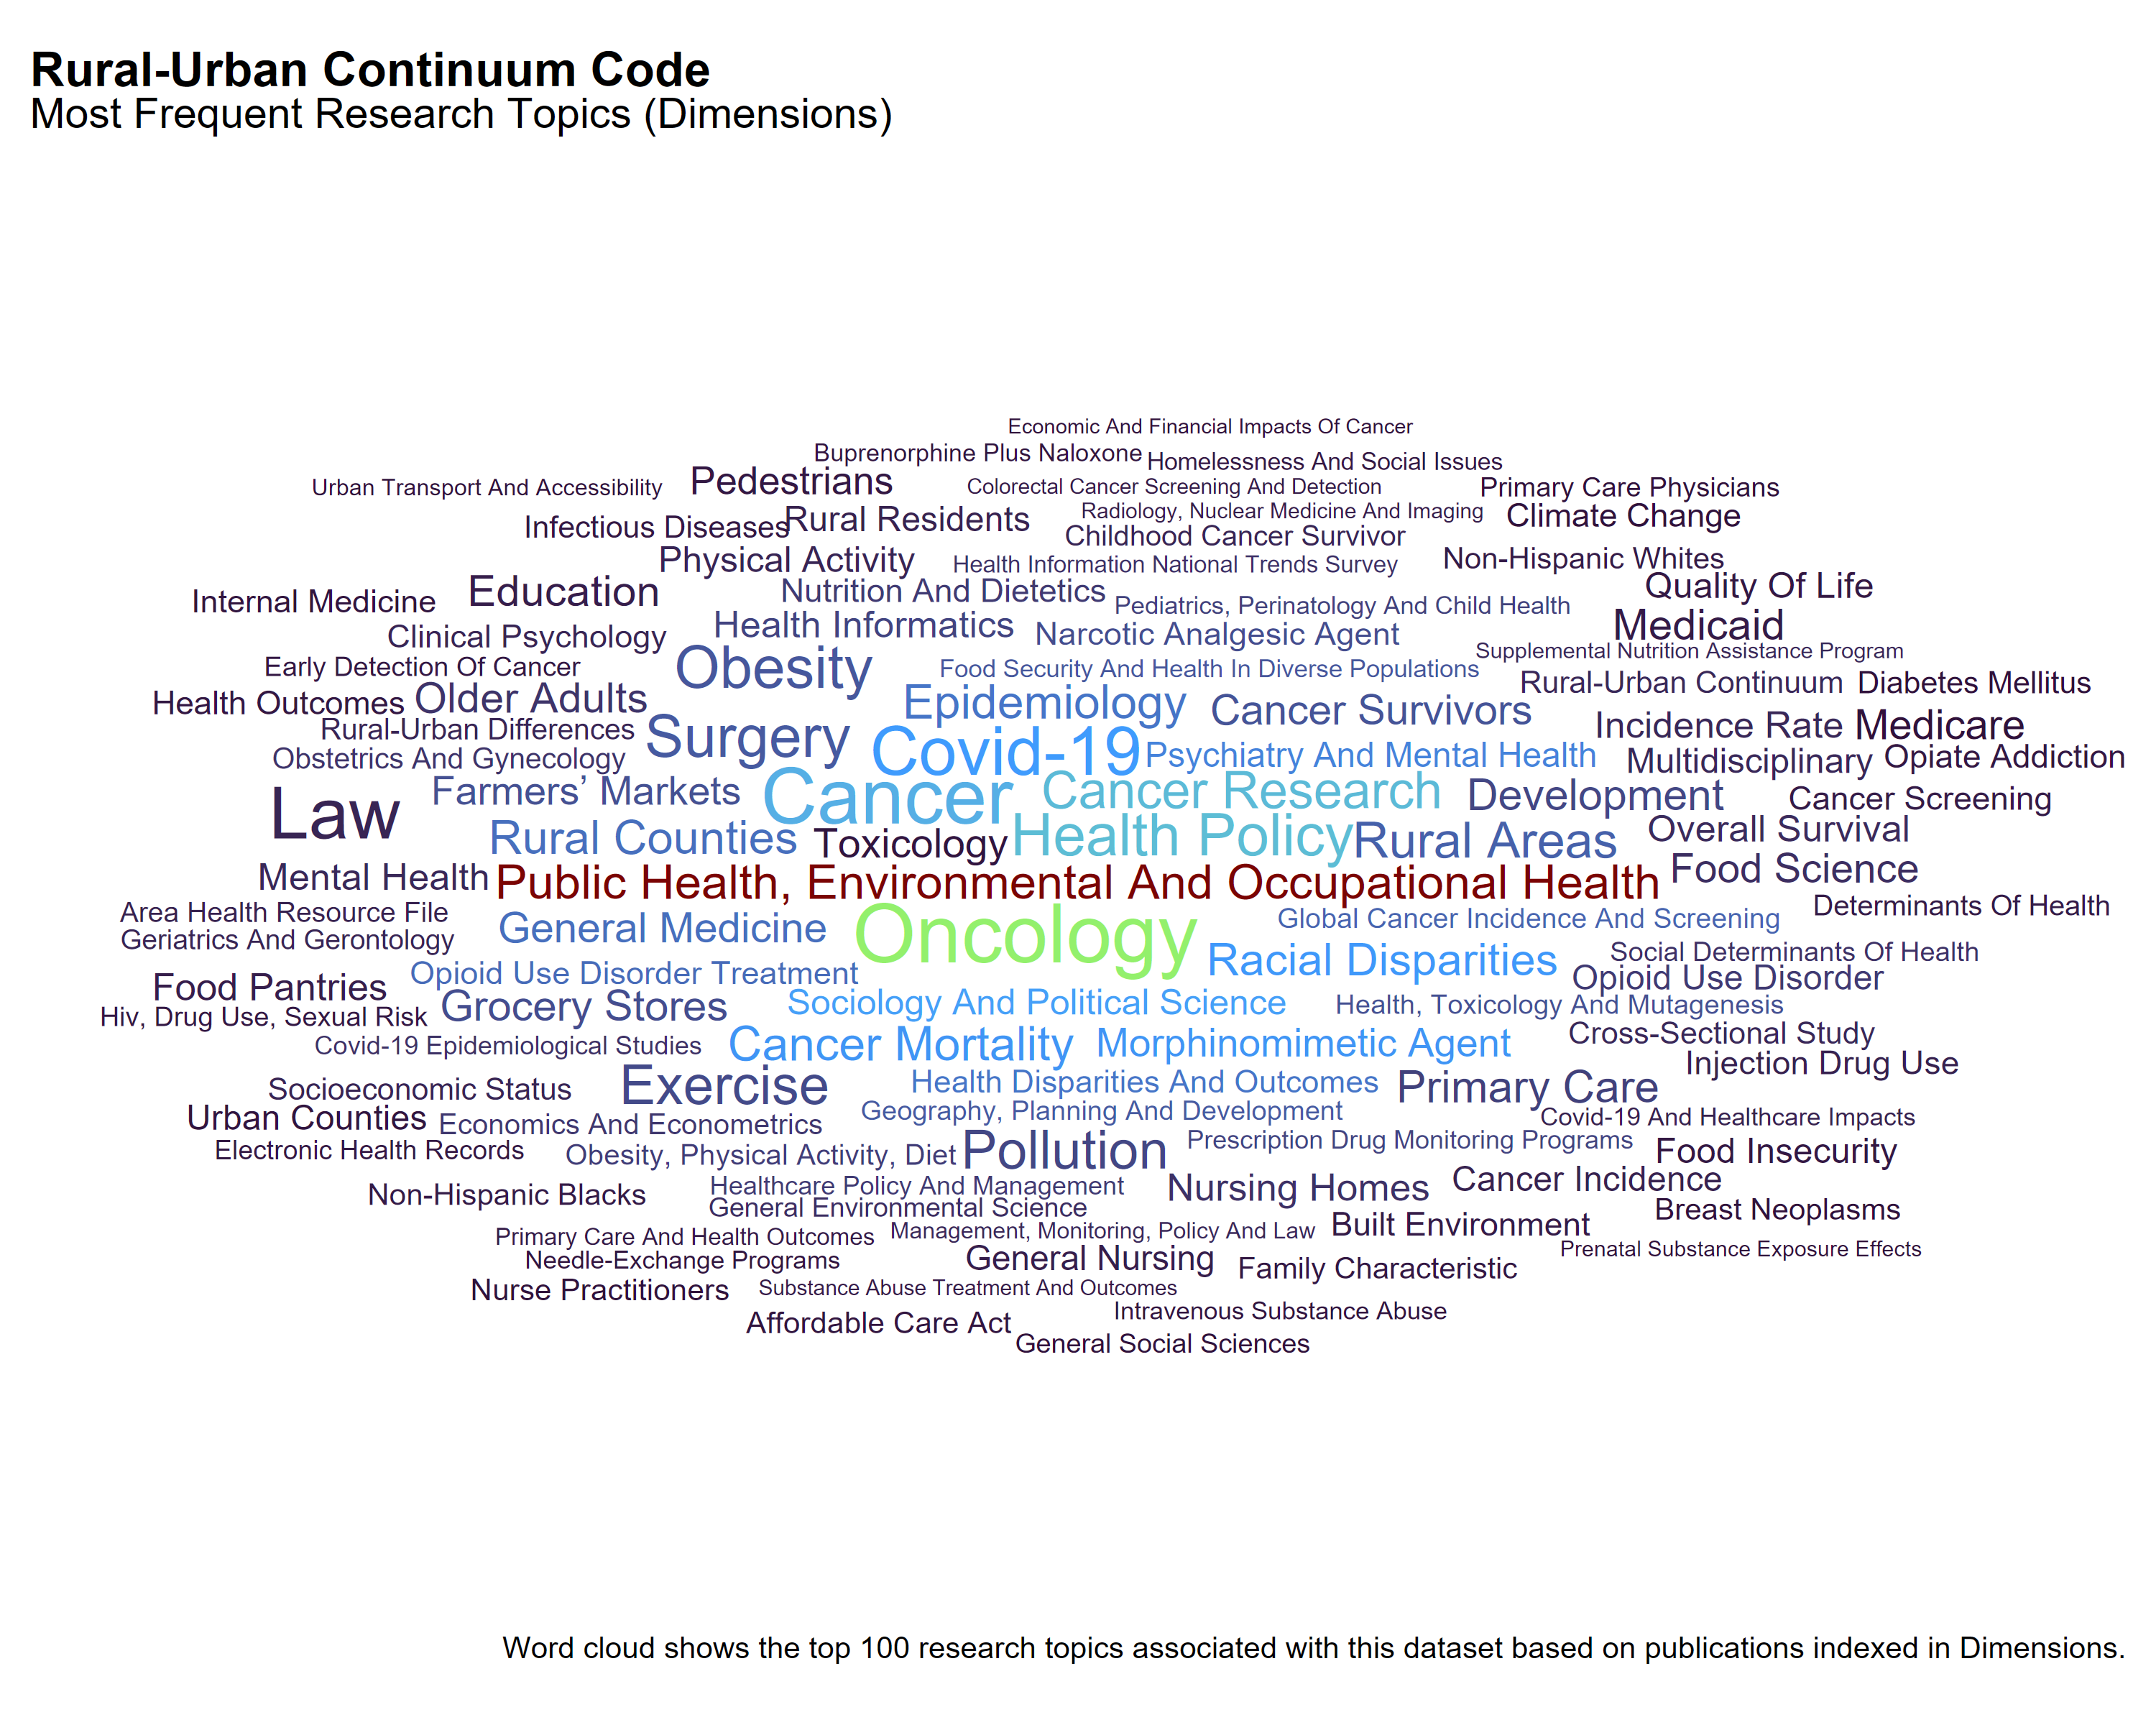 Rural-Urban Continuum Code
Most Frequent Research Topics (Dimensions)
Economic And Financial Impacts Of Cancer
Buprenorphine Plus Naloxone
Homelessness And Social Issues
Urban Transport And Accessibility
Pedestrians
Colorectal Cancer Screening And Detection
Primary Care Physicians
Infectious Diseases
Rural Residents
Radiology, Nuclear Medicine And Imaging
Climate Change
Childhood Cancer Survivor
Physical Activity
Health Information National Trends Survey
Non-Hispanic Whites
Internal Medicine
Education
Nutrition And Dietetics
Pediatrics, Perinatology And Child Health
Quality Of Life
Clinical Psychology
Health Informatics
Narcotic Analgesic Agent
Medicaid
Early Detection Of Cancer
Obesity
Food Security And Health In Diverse Populations
Supplemental Nutrition Assistance Program
Health Outcomes
Older Adults
Epidemiology
Cancer Survivors
Rural-Urban Continuum
Diabetes Mellitus
Rural-Urban Differences
Surgery
Covid-19
Incidence Rate
Medicare
Obstetrics And Gynecology
Psychiatry And Mental Health
Multidisciplinary
Opiate Addiction
Farmers’ Markets
Cancer
Cancer Research
Development
Cancer Screening
Law
Rural Counties
Toxicology
Health Policy
Rural Areas
Overall Survival
Mental Health
Public Health, Environmental And Occupational Health
Food Science
Area Health Resource File
General Medicine
Oncology
Global Cancer Incidence And Screening
Determinants Of Health
Geriatrics And Gerontology
Racial Disparities
Social Determinants Of Health
Food Pantries
Opioid Use Disorder Treatment
Opioid Use Disorder
Hiv, Drug Use, Sexual Risk
Grocery Stores
Sociology And Political Science
Health, Toxicology And Mutagenesis
Covid-19 Epidemiological Studies
Cancer Mortality
Morphinomimetic Agent
Cross-Sectional Study
Injection Drug Use
Socioeconomic Status
Exercise
Health Disparities And Outcomes
Primary Care
Urban Counties
Economics And Econometrics
Geography, Planning And Development
Covid-19 And Healthcare Impacts
Electronic Health Records
Obesity, Physical Activity, Diet
Pollution
Prescription Drug Monitoring Programs
Food Insecurity
Non-Hispanic Blacks
Healthcare Policy And Management
Nursing Homes
Cancer Incidence
General Environmental Science
Breast Neoplasms
Primary Care And Health Outcomes
Management, Monitoring, Policy And Law
Built Environment
Needle-Exchange Programs
General Nursing
Family Characteristic
Prenatal Substance Exposure Effects
Nurse Practitioners
Substance Abuse Treatment And Outcomes
Affordable Care Act
Intravenous Substance Abuse
General Social Sciences
Word cloud shows the top 100 research topics associated with this dataset based on publications indexed in Dimensions.